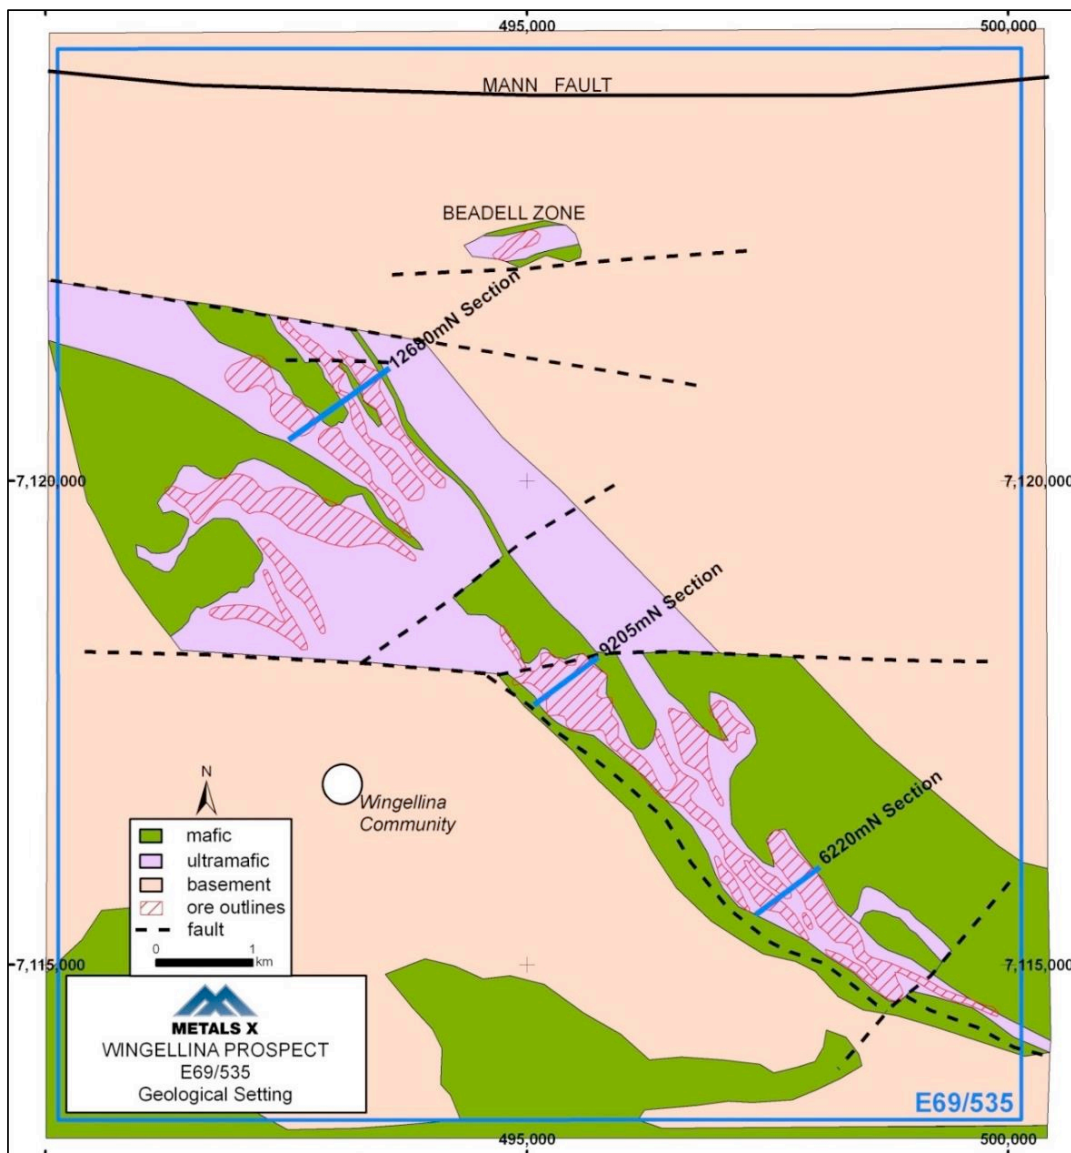 495,000
500,000
MANN FAULT
BEADELL ZONE
12680mN Section
7,120,000
7,120,000
9205mN Section
Wingellina
Community
6220mN Section
N
mafic
ultramafic
basement
ore outlines
fault
0 1
km
7,115,000
7,115,000
METALS X
WINGELLINA PROSPECT
E69/535
Geological Setting
E69/535
495,000
500,000